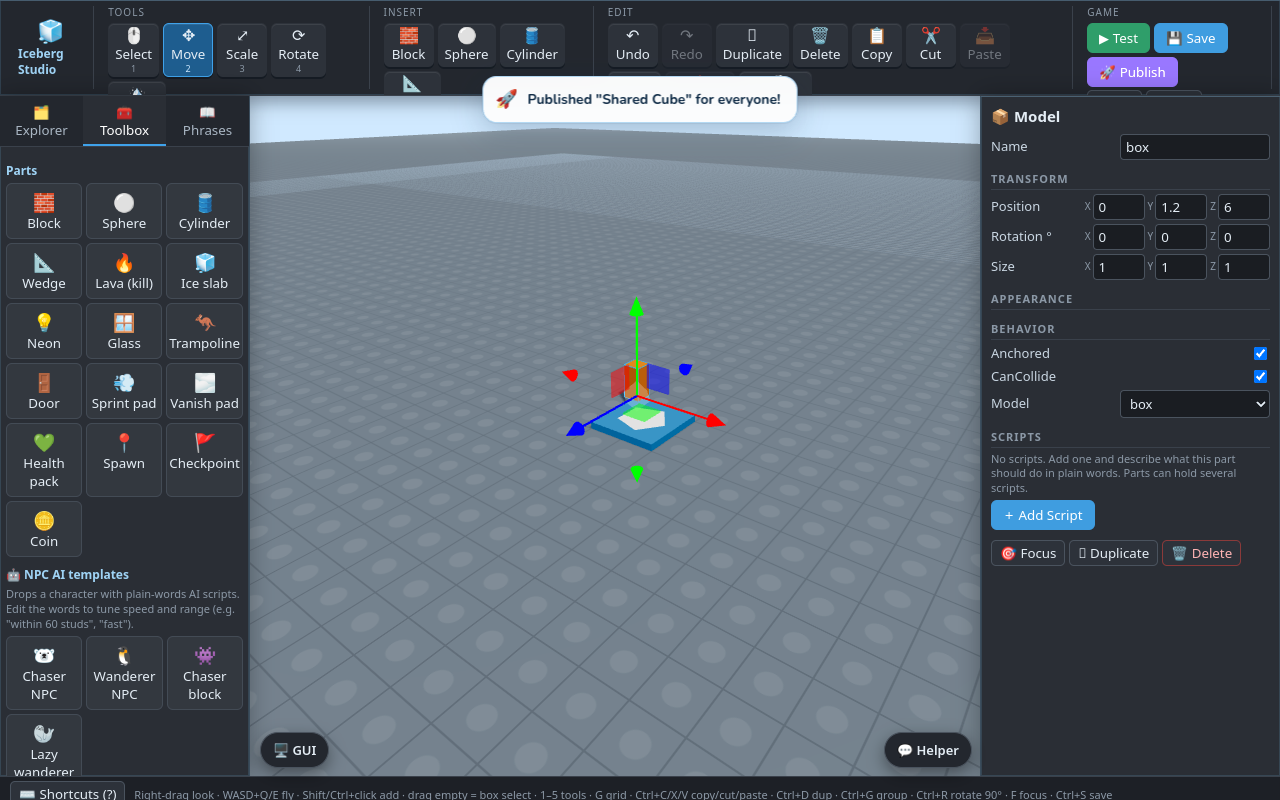 Iceberg
Studio
TOOLS
Select
1
Move
2
Scale
3
Rotate
4
INSERT
Block
Sphere
Cylinder
EDIT
Undo
Redo
Duplicate
Delete
Copy
Cut
Paste
GAME
Test
Save
Publish
Published "Shared Cube" for everyone!
Explorer
Toolbox
Phrases
Parts
Block
Sphere
Cylinder
Wedge
Lava (kill)
Ice slab
Neon
Glass
Trampoline
Door
Sprint pad
Vanish pad
Health
pack
Spawn
Checkpoint
Coin
NPC AI templates
Drops a character with plain-words AI scripts.
Edit the words to tune speed and range (e.g.
"within 60 studs", "fast").
Chaser
NPC
Wanderer
NPC
Chaser
block
Lazy
wanderer
GUI
Helper
Model
Name
box
TRANSFORM
Position X 0 Y 1.2 Z 6
Rotation ° X 0 Y 0 Z 0
Size X 1 Y 1 Z 1
APPEARANCE
BEHAVIOR
Anchored
CanCollide
Model
box
SCRIPTS
No scripts. Add one and describe what this part
should do in plain words. Parts can hold several
scripts.
+ Add Script
Focus
Duplicate
Delete
Shortcuts (?)
Right-drag look · WASD+Q/E fly · Shift/Ctrl+click add · drag empty = box select · 1–5 tools · G grid · Ctrl+C/X/V copy/cut/paste · Ctrl+D dup · Ctrl+G group · Ctrl+R rotate 90° · F focus · Ctrl+S save